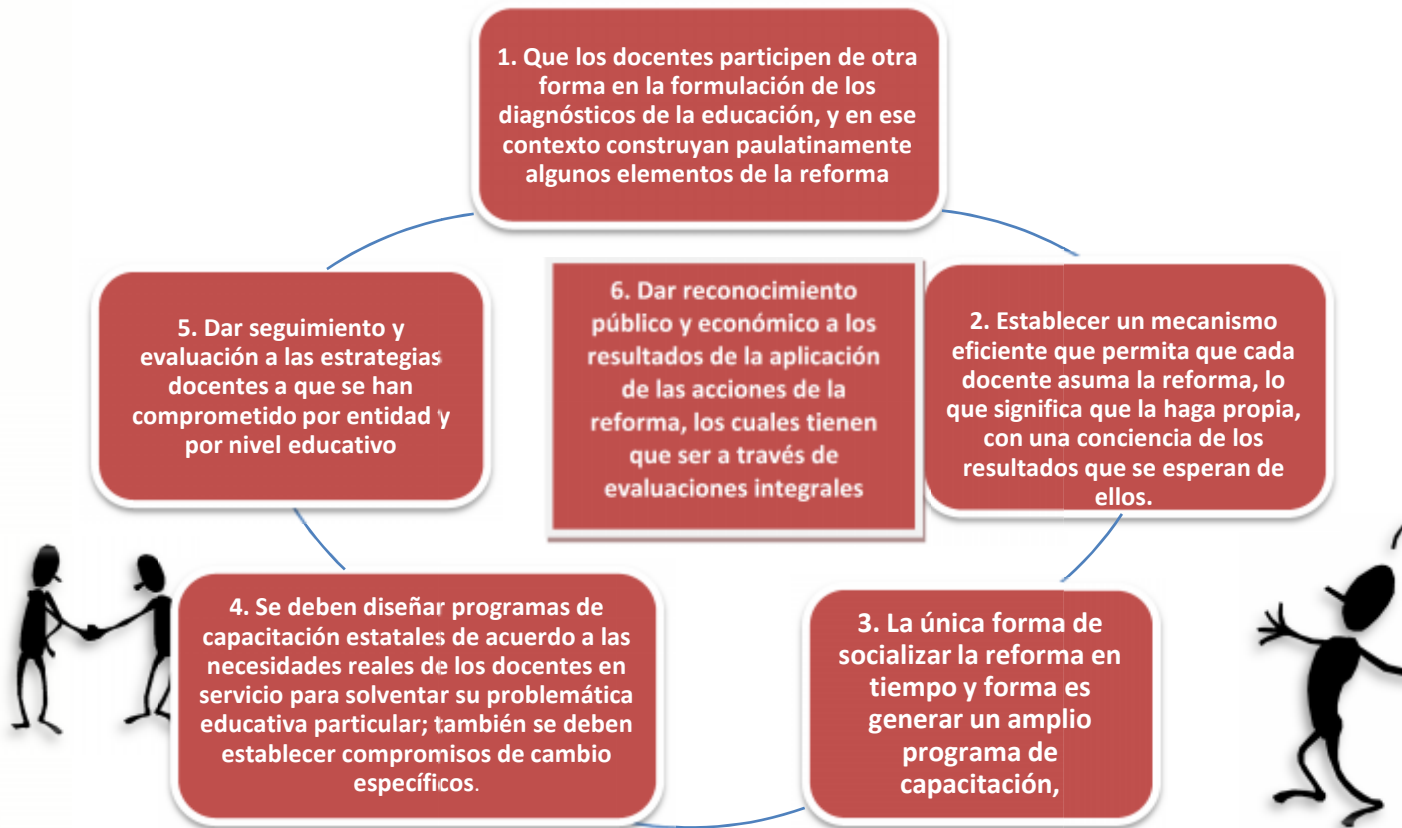 1. Que los docentes participen de otra
forma en la formulación de los
diagnósticos de la educación, y en ese
contexto construyan paulatinamente
algunos elementos de la reforma
2. Establecer un mecanismo
eficiente que permita que cada
docente asuma la reforma, lo
que significa que la haga propia,
con una conciencia de los
resultados que se esperan de
ellos.
3. La única forma de
socializar la reforma en
tiempo y forma es
generar un amplio
programa de
capacitación,
4. Se deben diseñar programas de
capacitación estatales de acuerdo a las
necesidades reales de los docentes en
servicio para solventar su problemática
educativa particular; también se deben
establecer compromisos de cambio
específicos.
5. Dar seguimiento y
evaluación a las estrategias
docentes a que se han
comprometido por entidad y
por nivel educativo
6. Dar reconocimiento
público y económico a los
resultados de la aplicación
de las acciones de la
reforma, los cuales tienen
que ser a través de
evaluaciones integrales